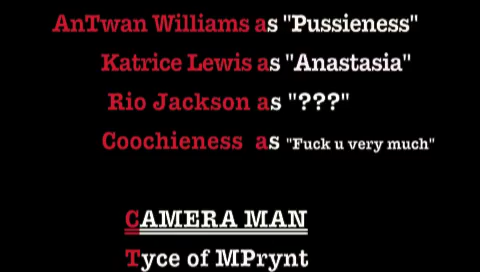 AnTwan Williams as "Pussieness"
Katrice Lewis as "Anastasia"
Rio Jackson as "???"
Coochieness as "Fuck u very much"
CAMERA MAN
Tyce of MPrynt